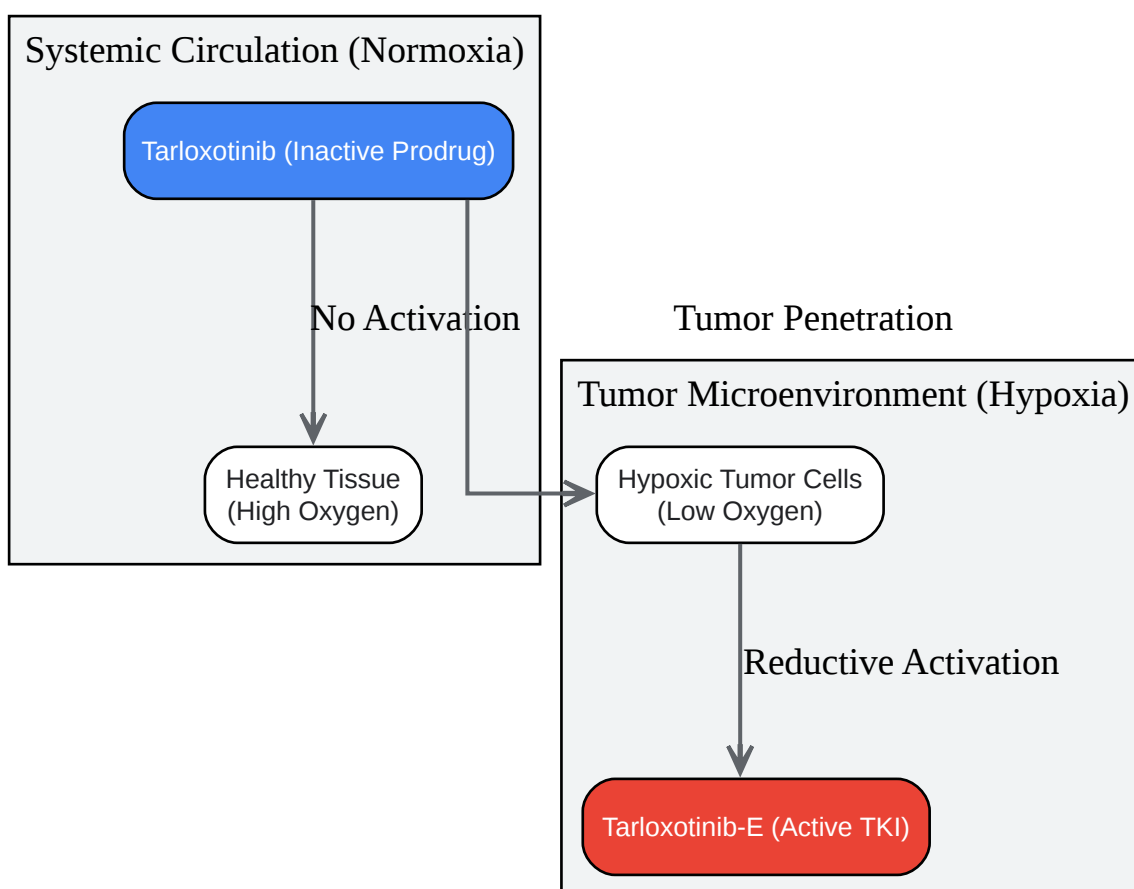 Systemic Circulation (Normoxia)
Tarloxotinib (Inactive Prodrug)
No Activation
Tumor Penetration
Tumor Microenvironment (Hypoxia)
Healthy Tissue
(High Oxygen)
Hypoxic Tumor Cells
(Low Oxygen)
Reductive Activation
Tarloxotinib-E (Active TKI)